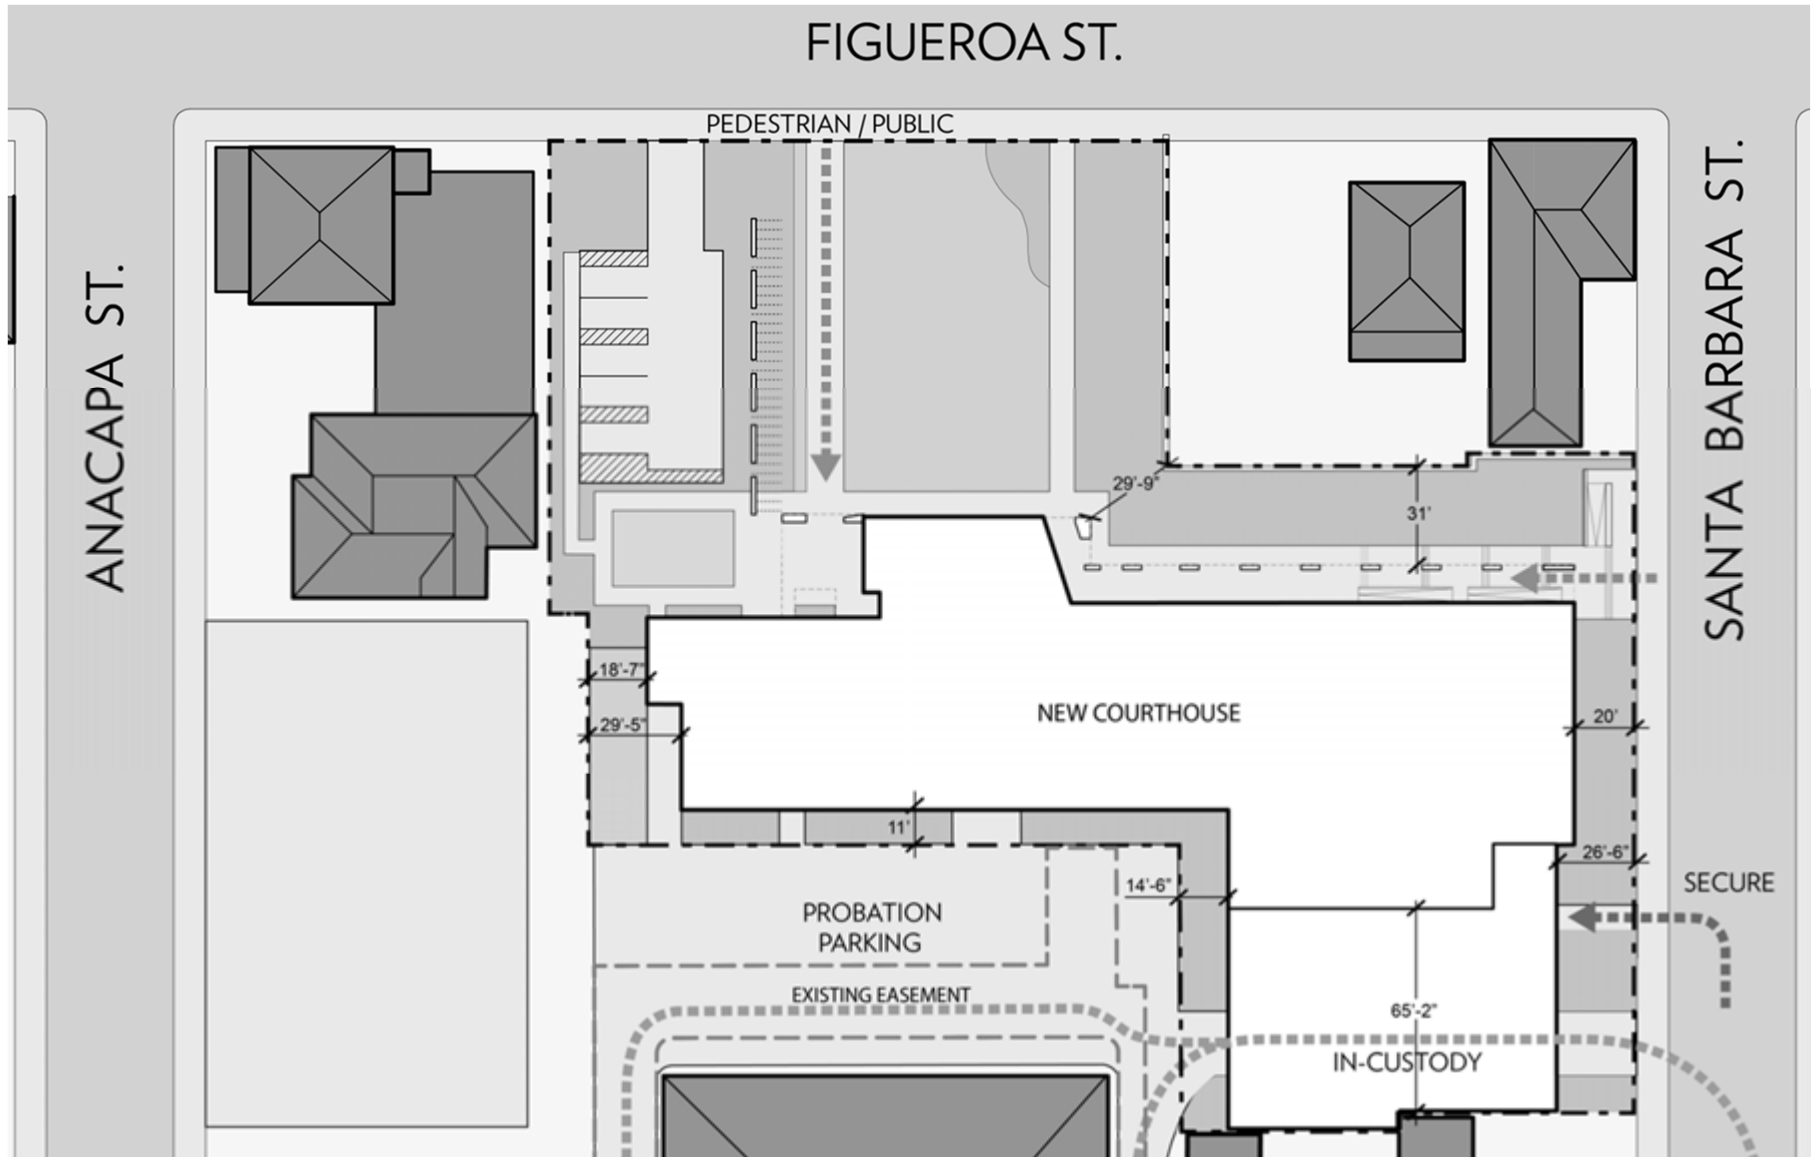 FIGUEROA ST.
PEDESTRIAN / PUBLIC
ANACAPA ST.
SANTA BARBARA ST.
29'-9"
31'
18'-7"
29'-5"
NEW COURTHOUSE
20'
11'
26'-6"
14'-6"
SECURE
PROBATION
PARKING
EXISTING EASEMENT
65'-2"
IN-CUSTODY